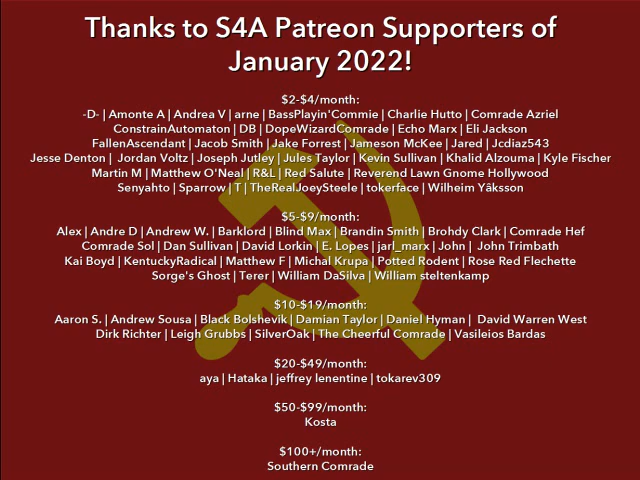 Thanks to S4A Patreon Supporters of
January 2022!
$2-$4/month:
-D- | Amonte A | Andrea V | arne | BassPlayin'Commie | Charlie Hutto | Comrade Azriel
ConstrainAutomaton | DB | DopeWizardComrade | Echo Marx | Eli Jackson
FallenAscendant | Jacob Smith | Jake Forrest | Jameson McKee | Jared | Jcdiaz543
Jesse Denton | Jordan Voltz | Joseph Jutley | Jules Taylor | Kevin Sullivan | Khalid Alzouma | Kyle Fischer
Martin M | Matthew O'Neal | R&L | Red Salute | Reverend Lawn Gnome Hollywood
Senyahto | Sparrow | T | TheRealJoeySteele | tokerface | Wilheim Yâksson
$5-$9/month:
Alex | Andre D | Andrew W. | Barklord | Blind Max | Brandin Smith | Brohdy Clark | Comrade Hef
Comrade Sol | Dan Sullivan | David Lorkin | E. Lopes | jarl_marx | John | John Trimbath
Kai Boyd | KentuckyRadical | Matthew F | Michal Krupa | Potted Rodent | Rose Red Flechette
Sorge's Ghost | Terer | William DaSilva | William steltenkamp
$10-$19/month:
Aaron S. | Andrew Sousa | Black Bolshevik | Damian Taylor | Daniel Hyman | David Warren West
Dirk Richter | Leigh Grubbs | SilverOak | The Cheerful Comrade | Vasileios Bardas
$20-$49/month:
aya | Hataka | jeffrey lenentine | tokarev309
$50-$99/month:
Kosta
$100+/month:
Southern Comrade